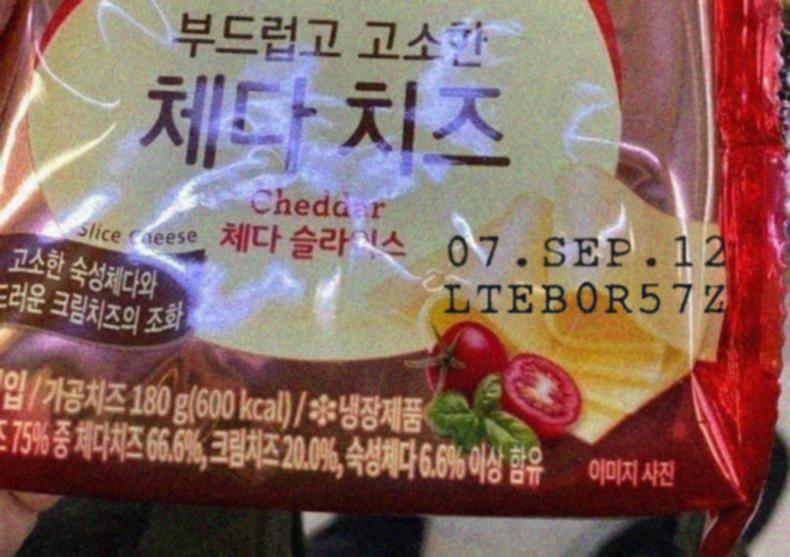 부드럽고 고소한
체다 치즈
Cheddar
Slice Cheese
체다 슬라이스
고소한 숙성체다와
크림치즈의 조화
07.SEP.12
LTEB0R57Z
/ 가공치즈 180 g(600 kcal) / 냉장제품
75% 중 체다치즈 66.6%, 크림치즈 20.0%, 숙성체다 6.6% 이상 함유
이미지 사진